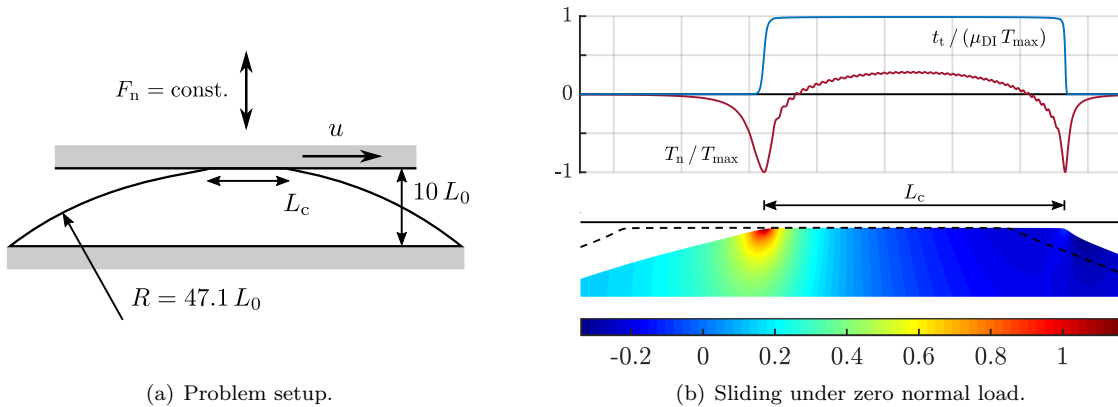 F_n = const.
u
L_c
10 L_0
R = 47.1 L_0
(a) Problem setup.
1
0
-1
t_t / (μ_DI T_max)
T_n / T_max
L_c
-0.2 0 0.2 0.4 0.6 0.8 1
(b) Sliding under zero normal load.